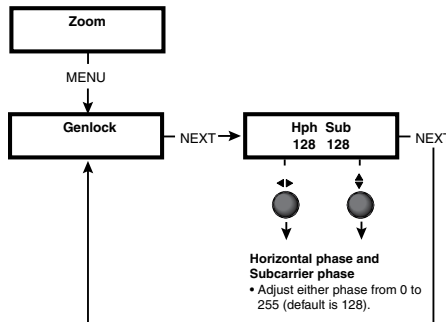 Zoom
MENU
Genlock
NEXT
Hph Sub
128 128
NEXT
Horizontal phase and
Subcarrier phase
• Adjust either phase from 0 to
255 (default is 128).